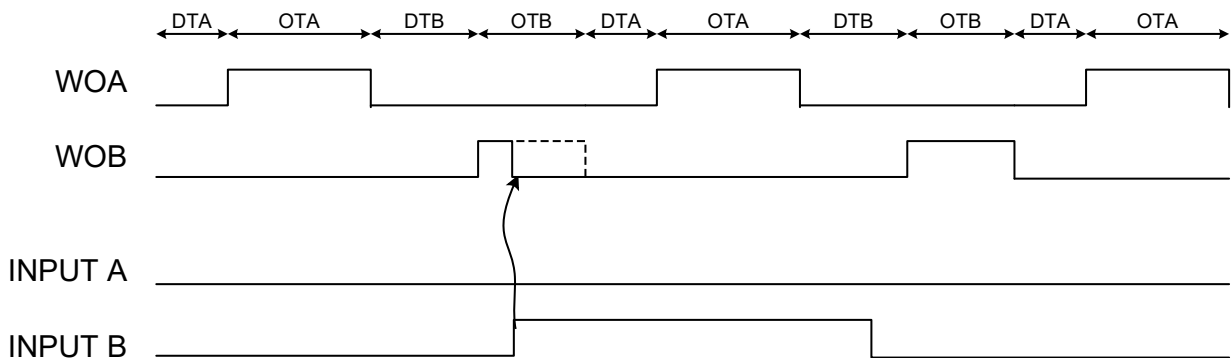 DTA OTA DTB OTB DTA OTA DTB OTB DTA OTA
WOA
WOB
INPUT A
INPUT B